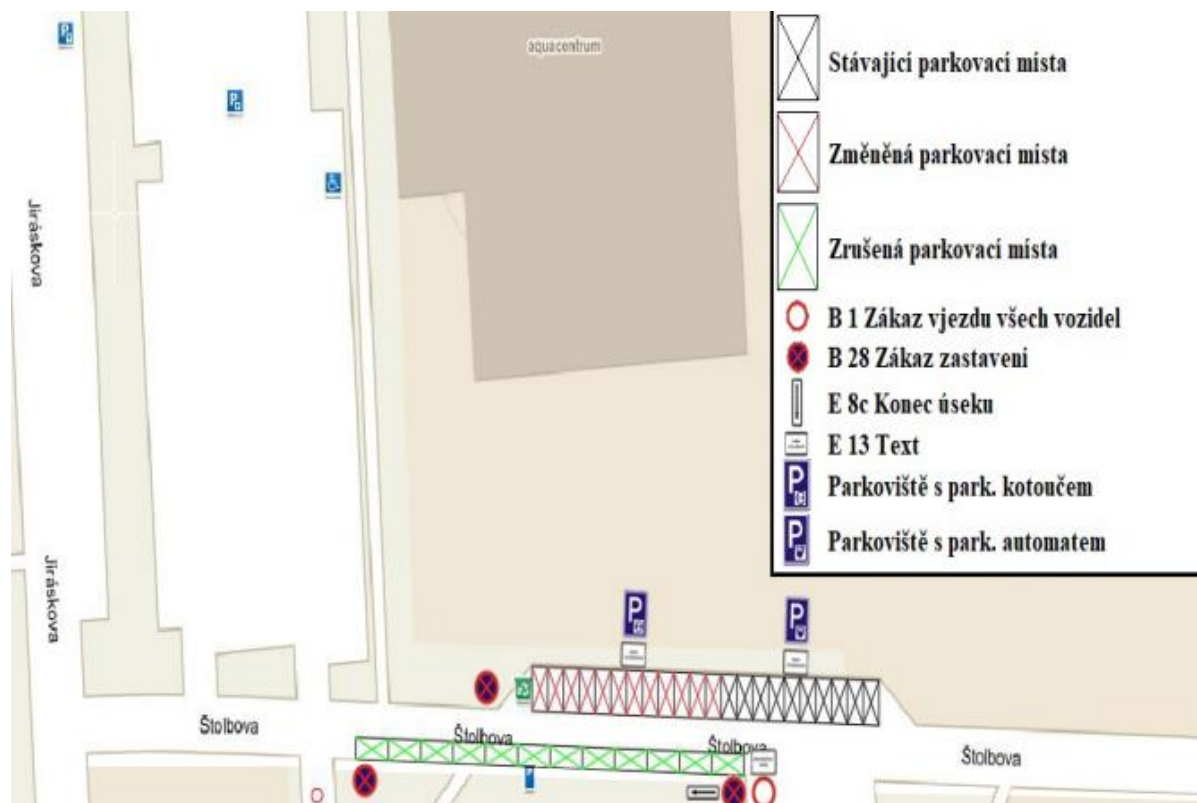 aquacentrum
Jiráskova
Jiráskova
Stávající parkovací místa
Změněná parkovací místa
Zrušená parkovací místa
B 1 Zákaz vjezdu všech vozidel
B 28 Zákaz zastavení
E 8c Konec úseku
E 13 Text
Parkoviště s park. kotoučem
Parkoviště s park. automatem
P
P
P
P
P
P
Štolbova
Štolbova
Štolbova
Štolbova